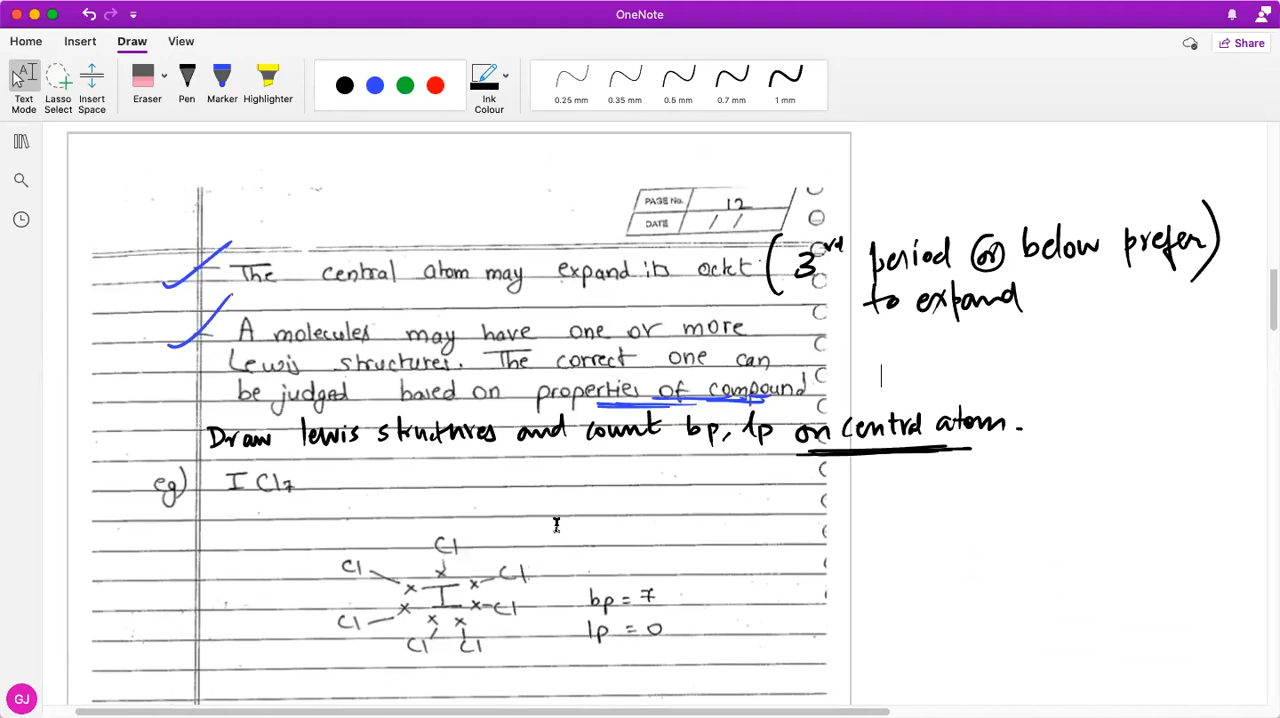 OneNote
Home Insert Draw View
Share
Text Mode
Lasso Select
Insert Space
Eraser
Pen
Marker
Highlighter
Ink Colour
0.25 mm
0.35 mm
0.5 mm
0.7 mm
1 mm
PAGE No. 12
DATE / /
The central atom may expand its ockt (3rd period or below prefer)
to expand
A molecules may have one or more
Lewis structures. The correct one can
be judged based on properties of compound
Draw lewis structures and count bp, lp on central atom.
eg) ICl7
Cl
Cl Cl
I Cl
Cl
Cl Cl
bp = 7
lp = 0
GJ